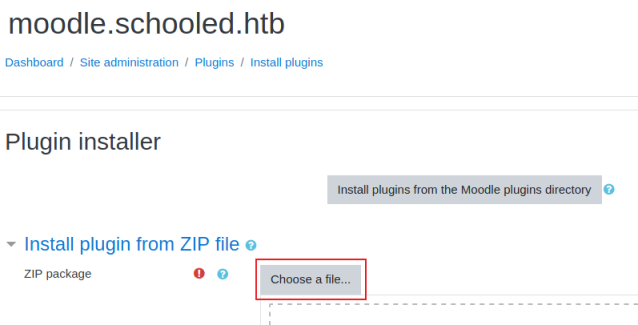 moodle.schooled.htb
Dashboard / Site administration / Plugins / Install plugins
Plugin installer
Install plugins from the Moodle plugins directory
Install plugin from ZIP file
ZIP package
Choose a file...